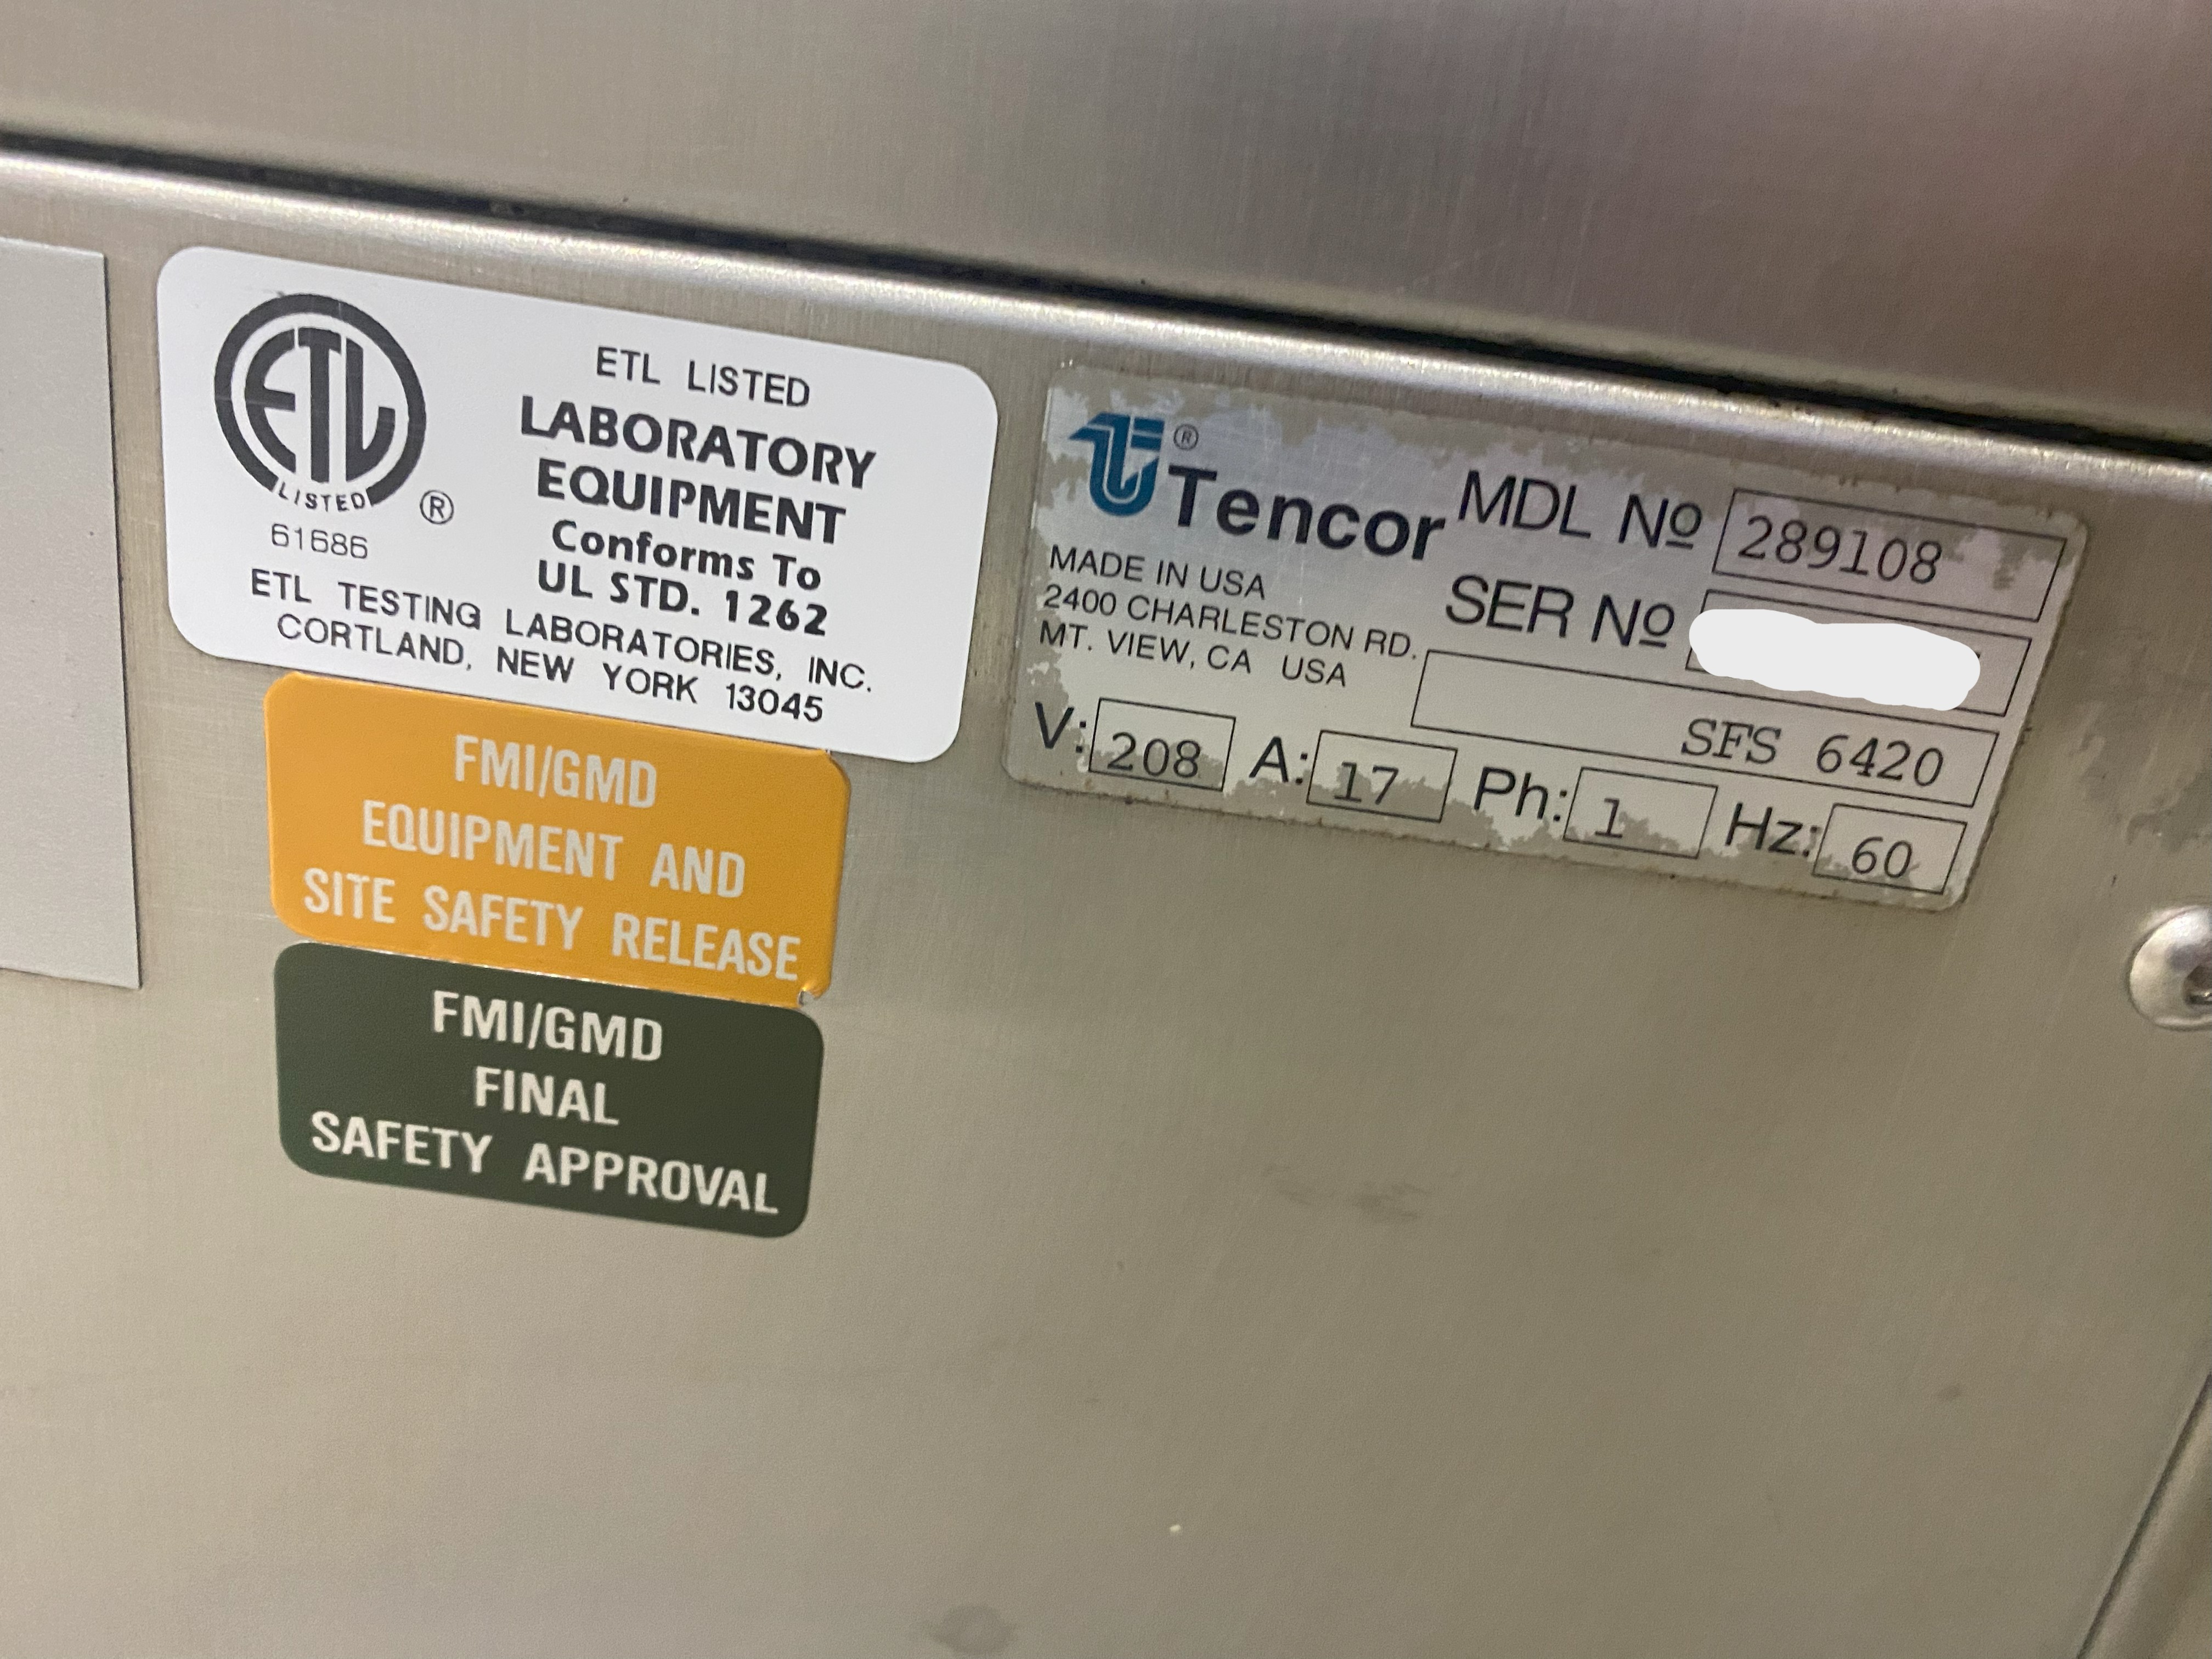 ETL
LISTED
®
61686
ETL LISTED
LABORATORY
EQUIPMENT
Conforms To
UL STD. 1262
ETL TESTING LABORATORIES, INC.
CORTLAND, NEW YORK 13045
FMI/GMD
EQUIPMENT AND
SITE SAFETY RELEASE
FMI/GMD
FINAL
SAFETY APPROVAL
® Tencor
MADE IN USA
2400 CHARLESTON RD.
MT. VIEW, CA USA
MDL Nº 289108
SER Nº
SFS 6420
V: 208 A: 17 Ph: 1 Hz: 60